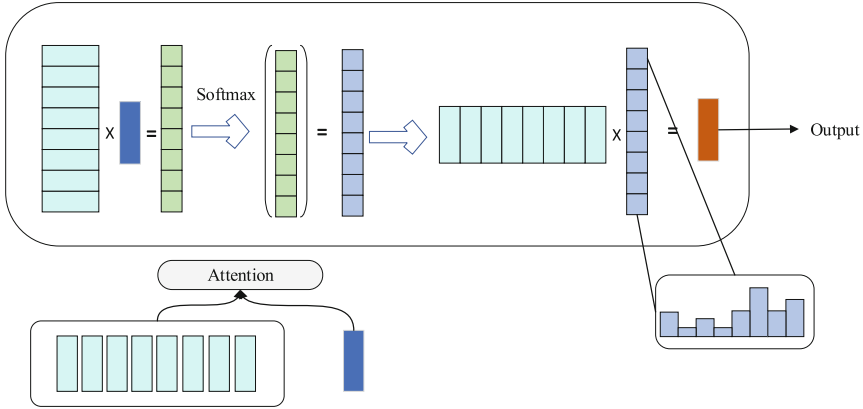 Softmax
x
=
=
x
=
Output
Attention